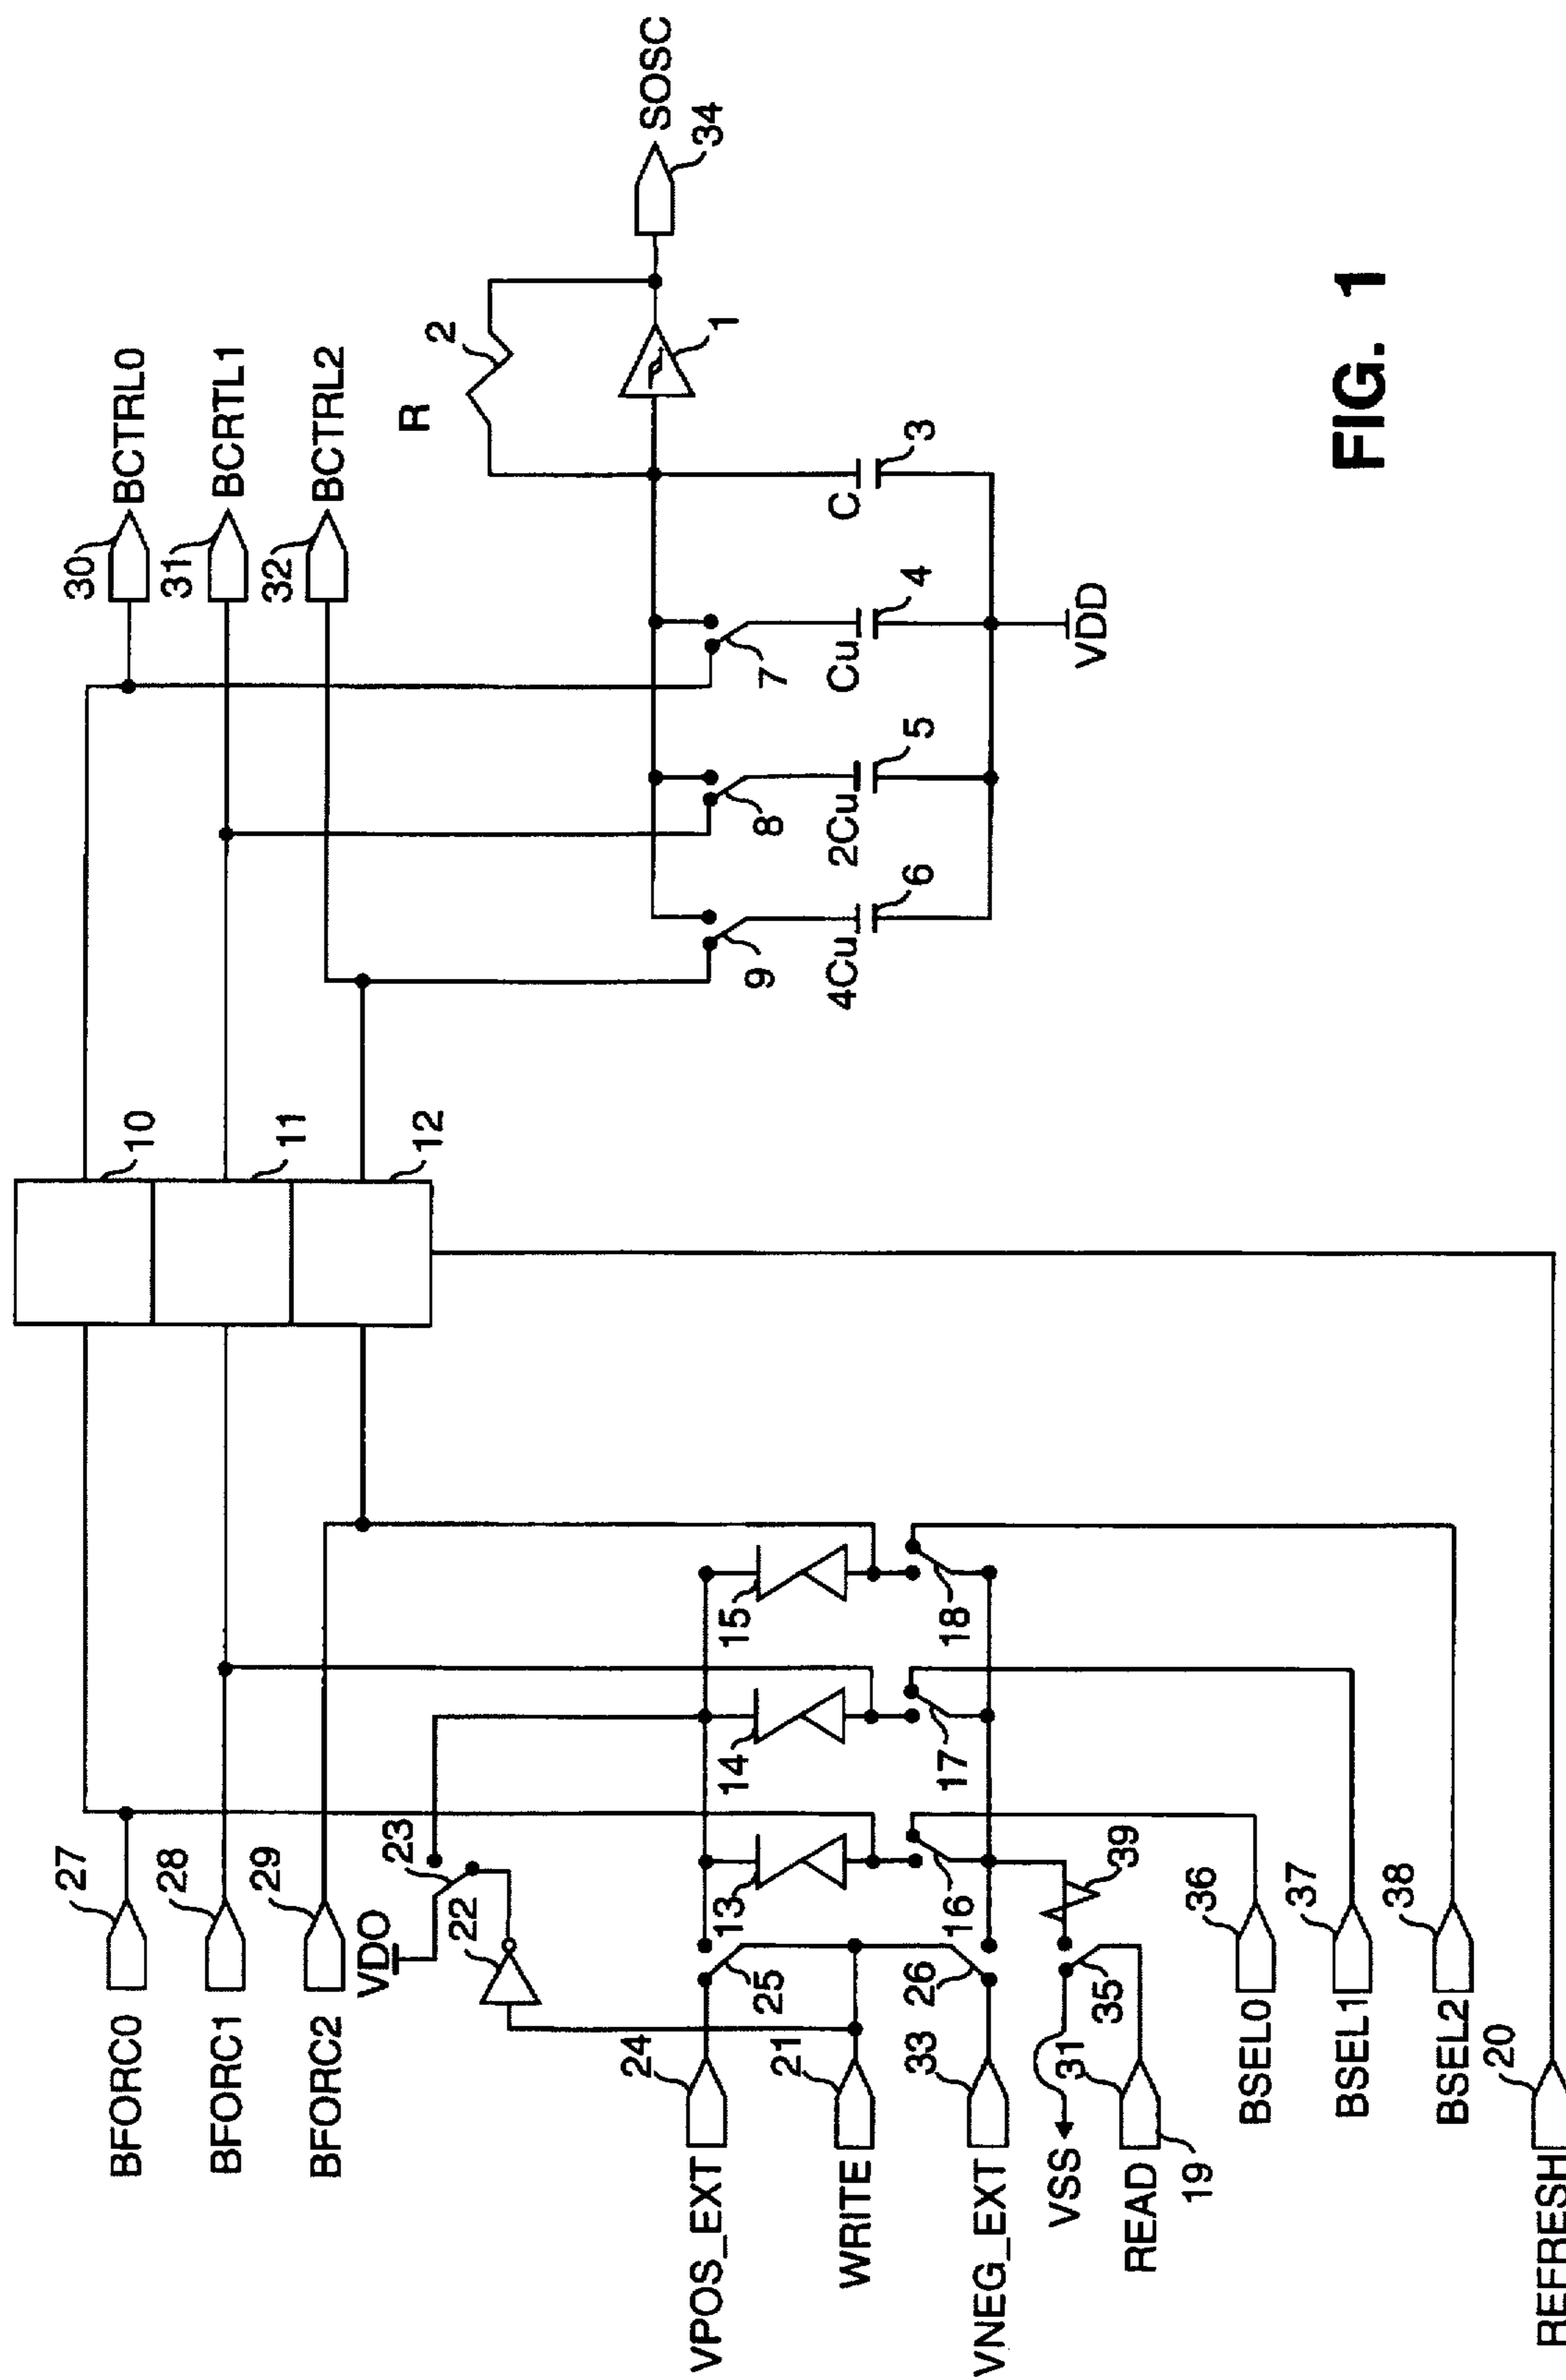 BCTRL0
30
BCRTL1
31
BCTRL2
32
SOSC
34
2
R
1
C
3
Cu
4
7
2Cu
5
8
4Cu
6
9
VDD
FIG. 1
10
11
12
27
BFORC0
28
BFORC1
29
BFORC2
VDO
23
22
13
14
15
16
17
18
25
26
24
VPOS_EXT
21
WRITE
33
VNEG_EXT
VSS
31
35
39
READ
19
36
BSEL0
37
BSEL1
38
BSEL2
20
REFRESH